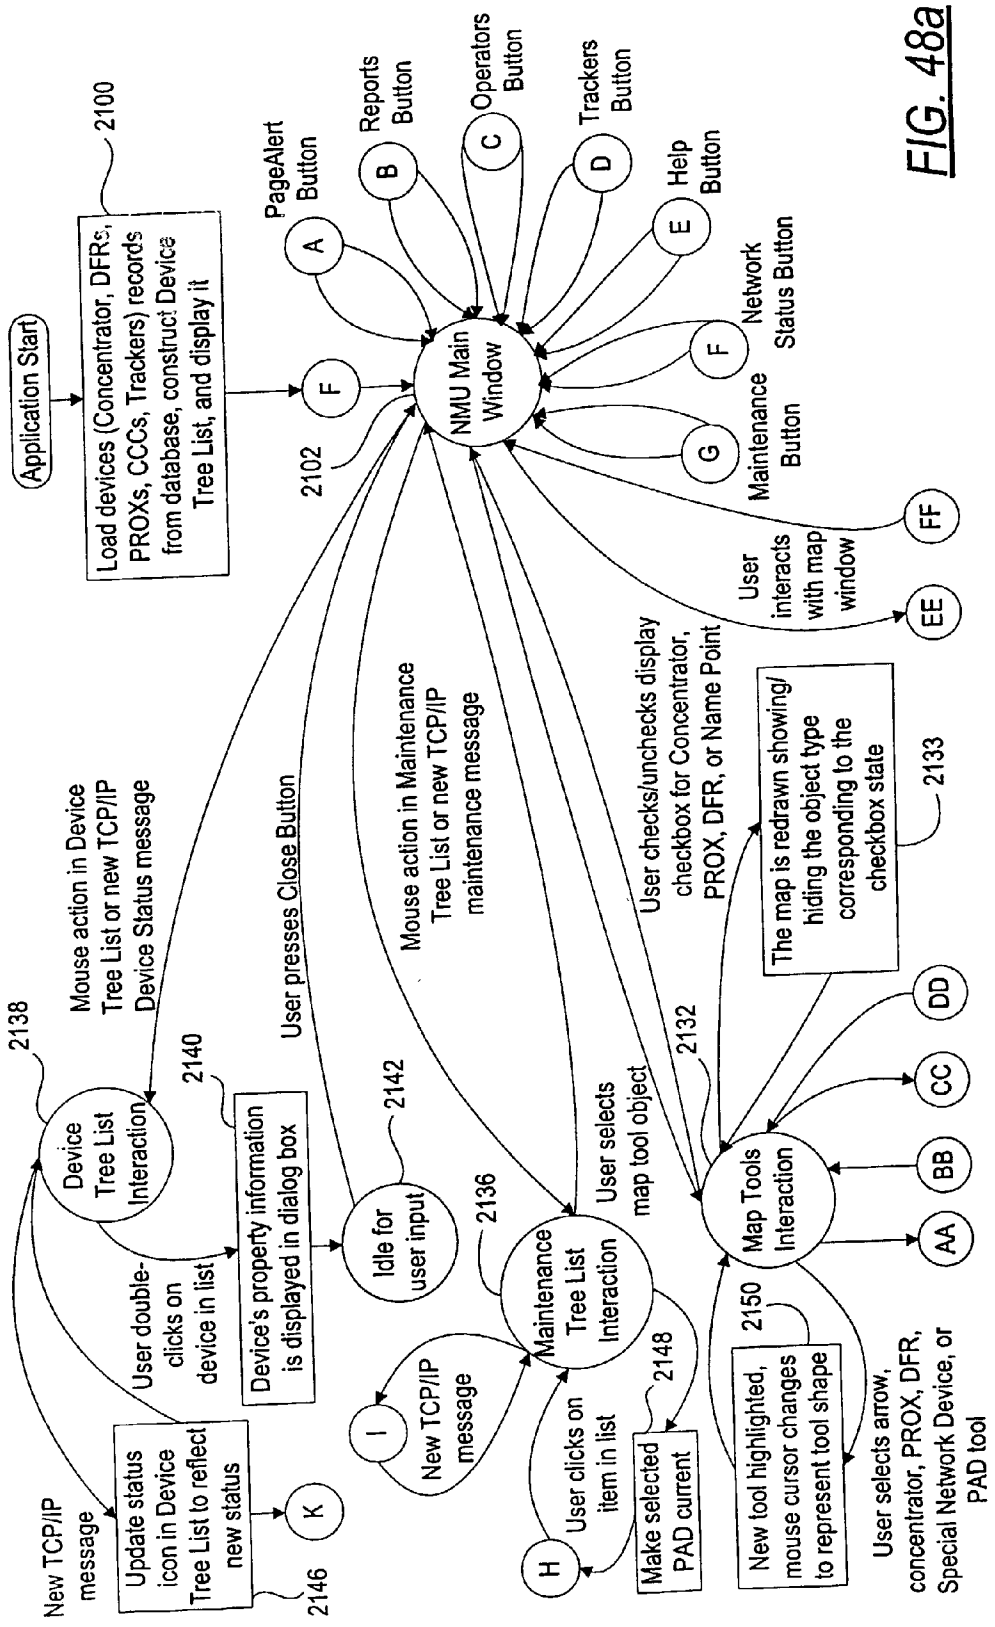 Application Start
Load devices (Concentrator, DFRs,
PROXs, CCCs, Trackers) records
from database, construct Device
Tree List, and display it
2100
F
2102
NMU Main
Window
PageAlert
Button
A
Reports
Button
B
Operators
Button
C
Trackers
Button
D
Help
Button
E
Network
Status Button
F
Maintenance
Button
G
FF
EE
User
interacts
with map
window
Mouse action in Device
Tree List or new TCP/IP
Device Status message
2138
Device
Tree List
Interaction
New TCP/IP
message
Update status
icon in Device
Tree List to reflect
new status
2146
K
User double-
clicks on
device in list
2140
Device's property information
is displayed in dialog box
2142
Idle for
user input
User presses Close Button
Mouse action in Maintenance
Tree List or new TCP/IP
maintenance message
2136
Maintenance
Tree List
Interaction
I
New TCP/IP
message
H
User clicks on
item in list
2148
Make selected
PAD current
User selects
map tool object
2132
Map Tools
Interaction
User checks/unchecks display
checkbox for Concentrator,
PROX, DFR, or Name Point
The map is redrawn showing/
hiding the object type
corresponding to the
checkbox state
2133
DD
CC
BB
AA
2150
New tool highlighted,
mouse cursor changes
to represent tool shape
User selects arrow,
concentrator, PROX, DFR,
Special Network Device, or
PAD tool
FIG. 48a